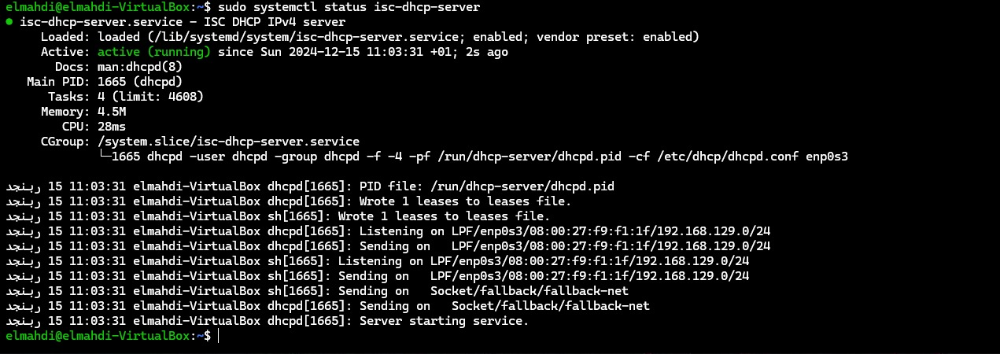 elmahdi@elmahdi-VirtualBox:~$ sudo systemctl status isc-dhcp-server
● isc-dhcp-server.service - ISC DHCP IPv4 server
Loaded: loaded (/lib/systemd/system/isc-dhcp-server.service; enabled; vendor preset: enabled)
Active: active (running) since Sun 2024-12-15 11:03:31 +01; 2s ago
Docs: man:dhcpd(8)
Main PID: 1665 (dhcpd)
Tasks: 4 (limit: 4608)
Memory: 4.5M
CPU: 28ms
CGroup: /system.slice/isc-dhcp-server.service
└─1665 dhcpd -user dhcpd -group dhcpd -f -4 -pf /run/dhcp-server/dhcpd.pid -cf /etc/dhcp/dhcpd.conf enp0s3
دجنبر 15 11:03:31 elmahdi-VirtualBox dhcpd[1665]: PID file: /run/dhcp-server/dhcpd.pid
دجنبر 15 11:03:31 elmahdi-VirtualBox dhcpd[1665]: Wrote 1 leases to leases file.
دجنبر 15 11:03:31 elmahdi-VirtualBox sh[1665]: Wrote 1 leases to leases file.
دجنبر 15 11:03:31 elmahdi-VirtualBox dhcpd[1665]: Listening on LPF/enp0s3/08:00:27:f9:f1:1f/192.168.129.0/24
دجنبر 15 11:03:31 elmahdi-VirtualBox dhcpd[1665]: Sending on   LPF/enp0s3/08:00:27:f9:f1:1f/192.168.129.0/24
دجنبر 15 11:03:31 elmahdi-VirtualBox sh[1665]: Listening on LPF/enp0s3/08:00:27:f9:f1:1f/192.168.129.0/24
دجنبر 15 11:03:31 elmahdi-VirtualBox sh[1665]: Sending on   LPF/enp0s3/08:00:27:f9:f1:1f/192.168.129.0/24
دجنبر 15 11:03:31 elmahdi-VirtualBox sh[1665]: Sending on   Socket/fallback/fallback-net
دجنبر 15 11:03:31 elmahdi-VirtualBox dhcpd[1665]: Sending on   Socket/fallback/fallback-net
دجنبر 15 11:03:31 elmahdi-VirtualBox dhcpd[1665]: Server starting service.
elmahdi@elmahdi-VirtualBox:~$